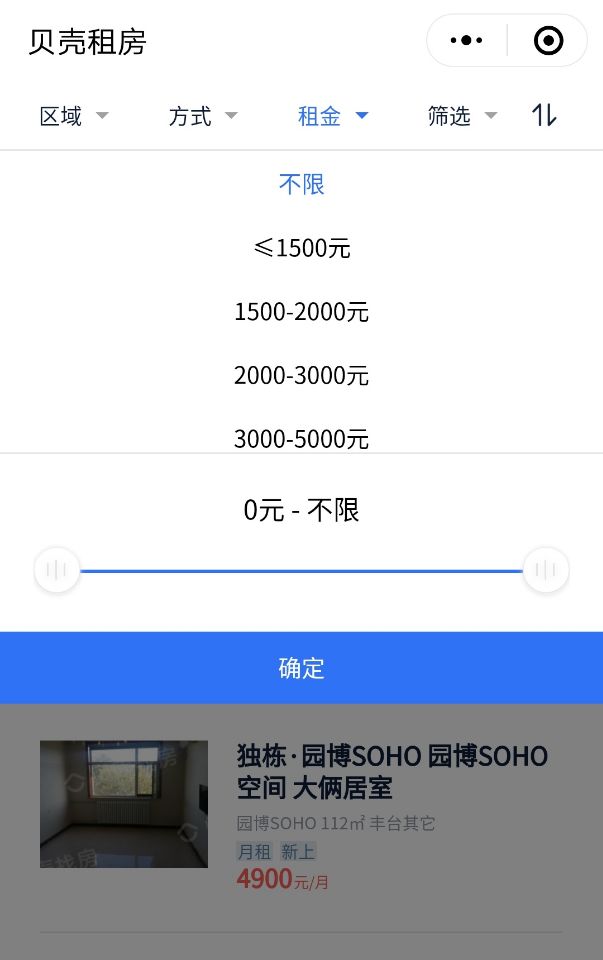 贝壳租房
区域 方式 租金 筛选
不限
≤1500元
1500-2000元
2000-3000元
3000-5000元
0元 - 不限
确定
独栋·园博SOHO 园博SOHO
空间 大俩居室
园博SOHO 112㎡ 丰台其它
月租 新上
4900元/月